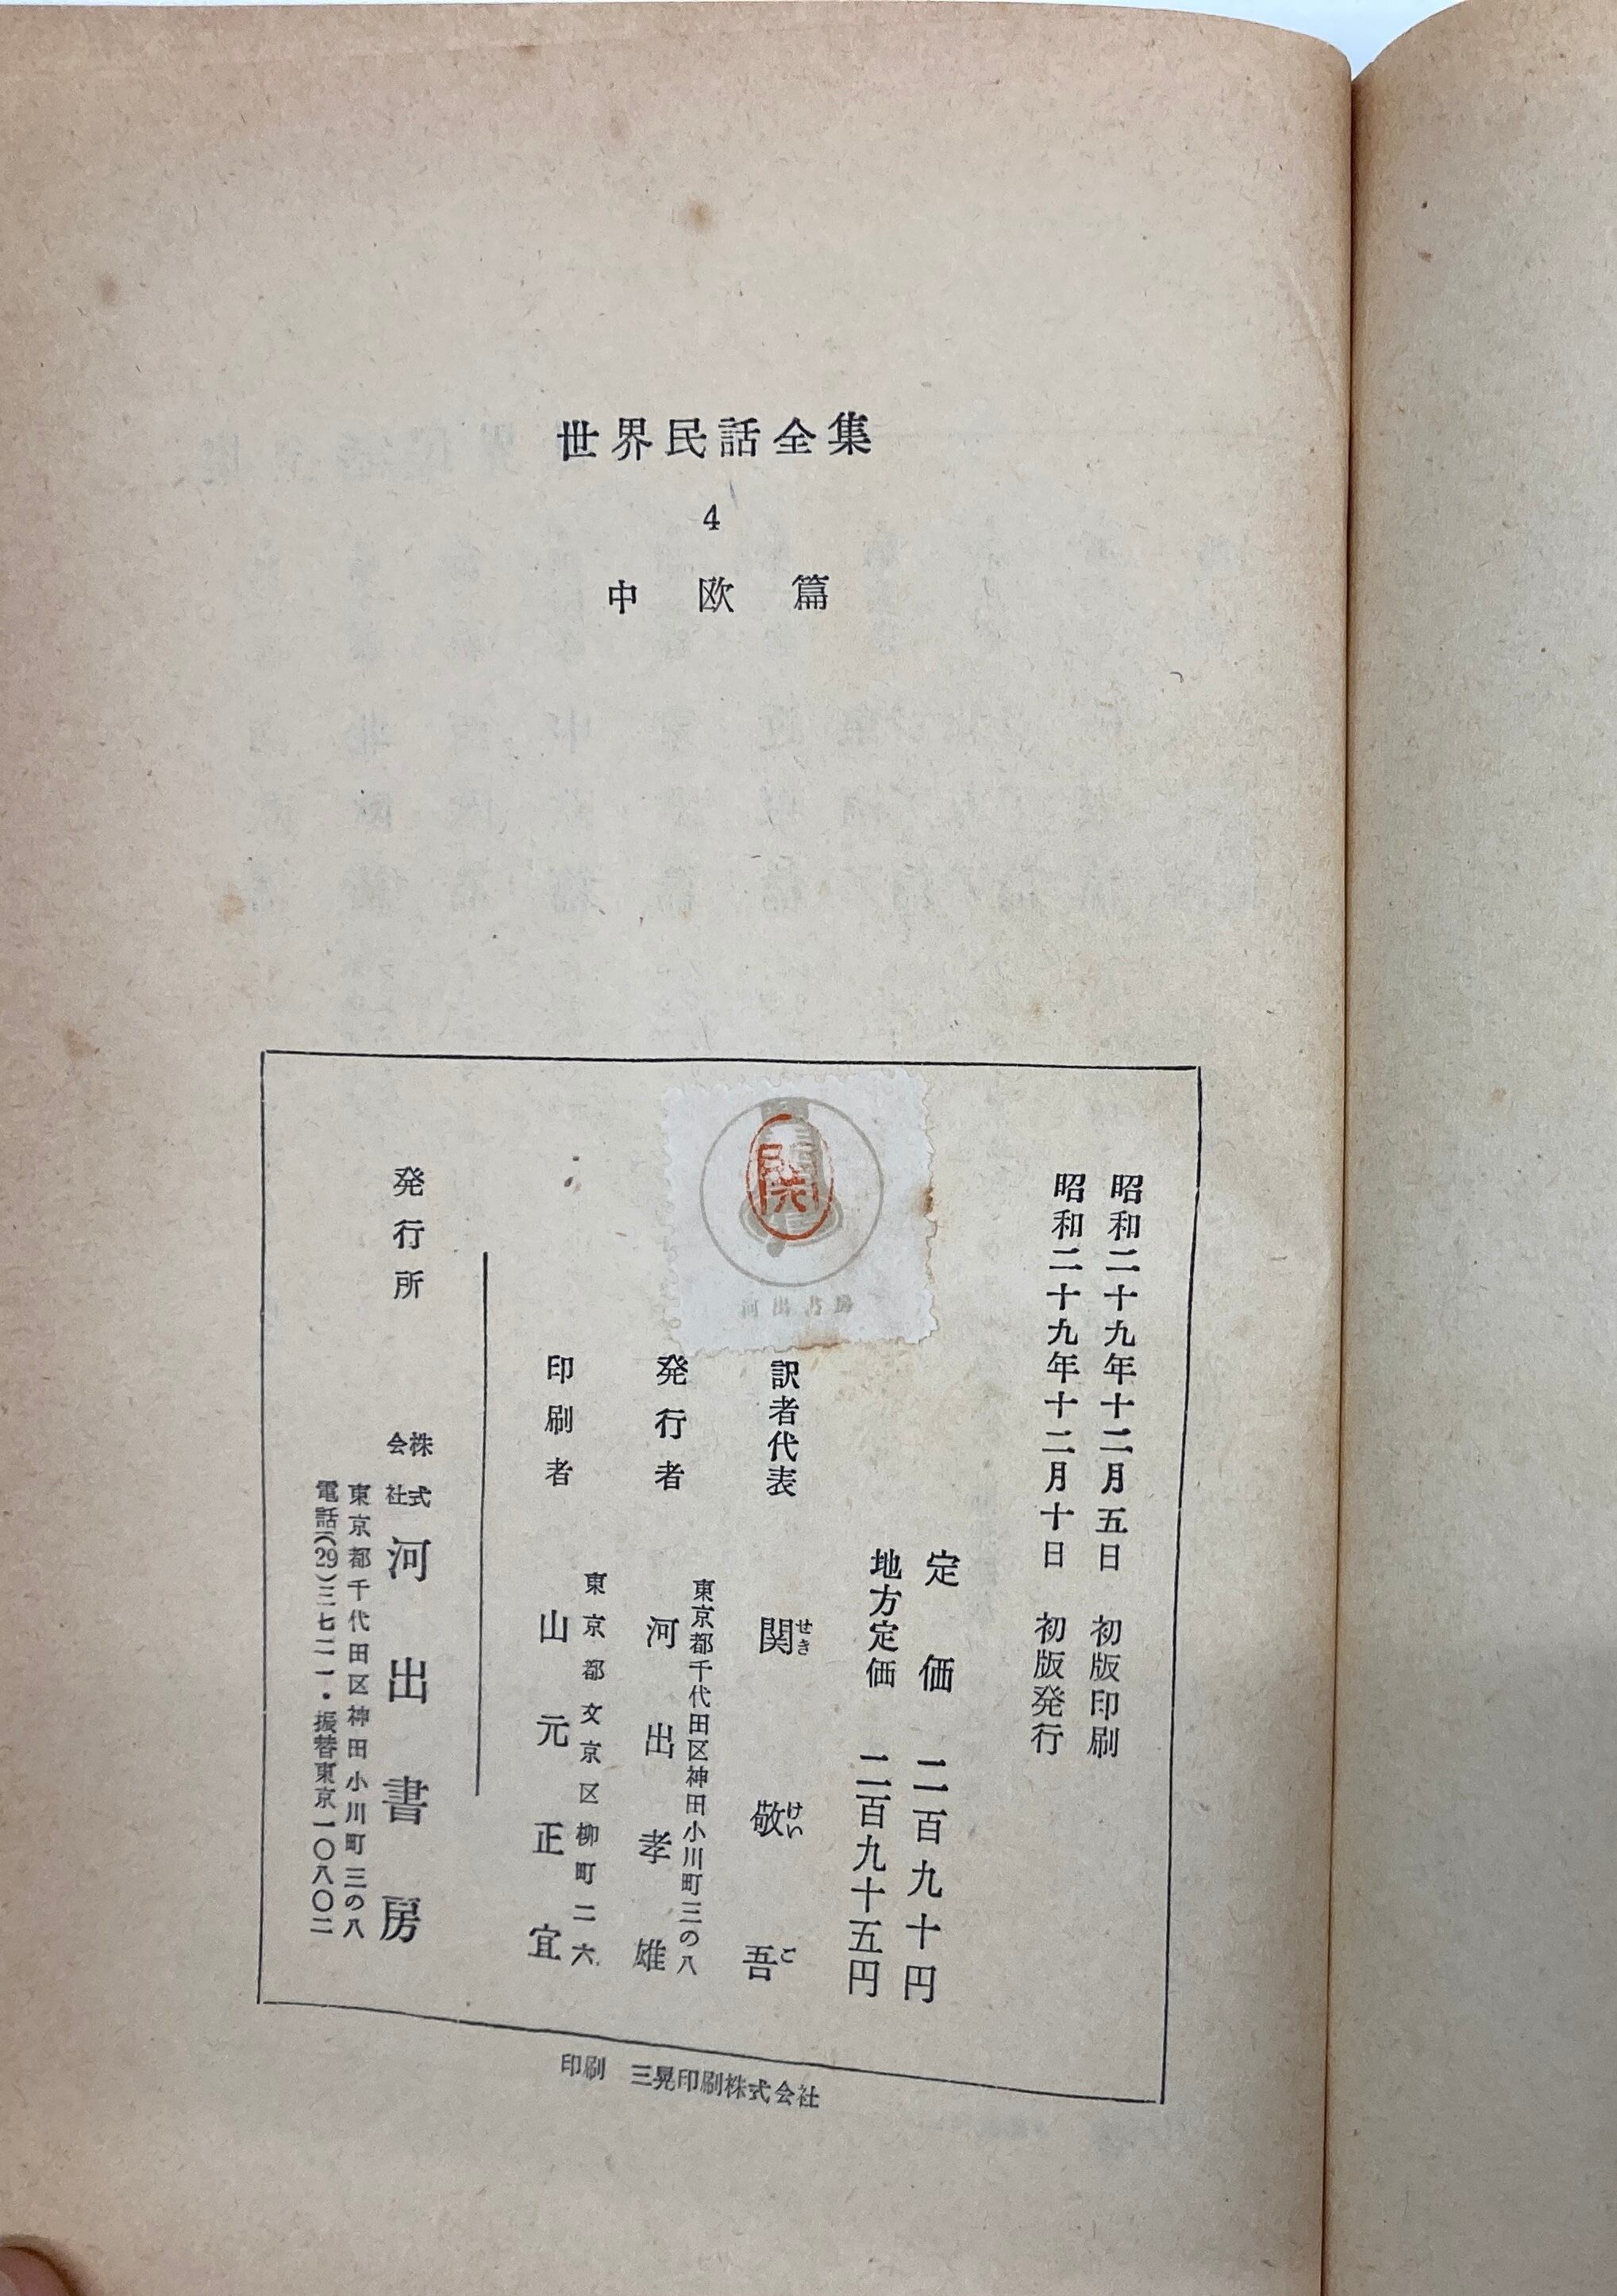 世界民話全集
4
中欧篇
昭和二十九年十二月五日 初版印刷
昭和二十九年十二月十日 初版発行
定価 二百九十円
地方定価 二百九十五円
関
河出書房
訳者代表 関敬吾
せき けい ご
東京都千代田区神田小川町三の八
発行者 河出孝雄
東京都文京区柳町二六
印刷者 山元正宜
発行所 株式会社 河出書房
東京都千代田区神田小川町三の八
電話(29)三七二一・振替東京一〇八〇二
印刷 三晃印刷株式会社